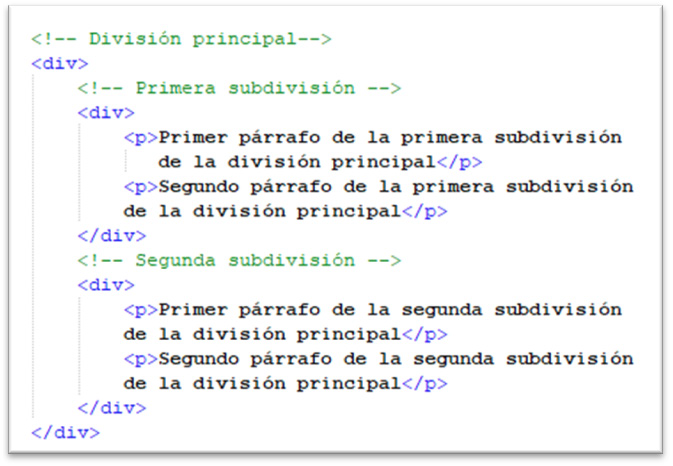 <!-- División principal-->
<div>
<!-- Primera subdivisión -->
<div>
<p>Primer párrafo de la primera subdivisión
de la división principal</p>
<p>Segundo párrafo de la primera subdivisión
de la división principal</p>
</div>
<!-- Segunda subdivisión -->
<div>
<p>Primer párrafo de la segunda subdivisión
de la división principal</p>
<p>Segundo párrafo de la segunda subdivisión
de la división principal</p>
</div>
</div>